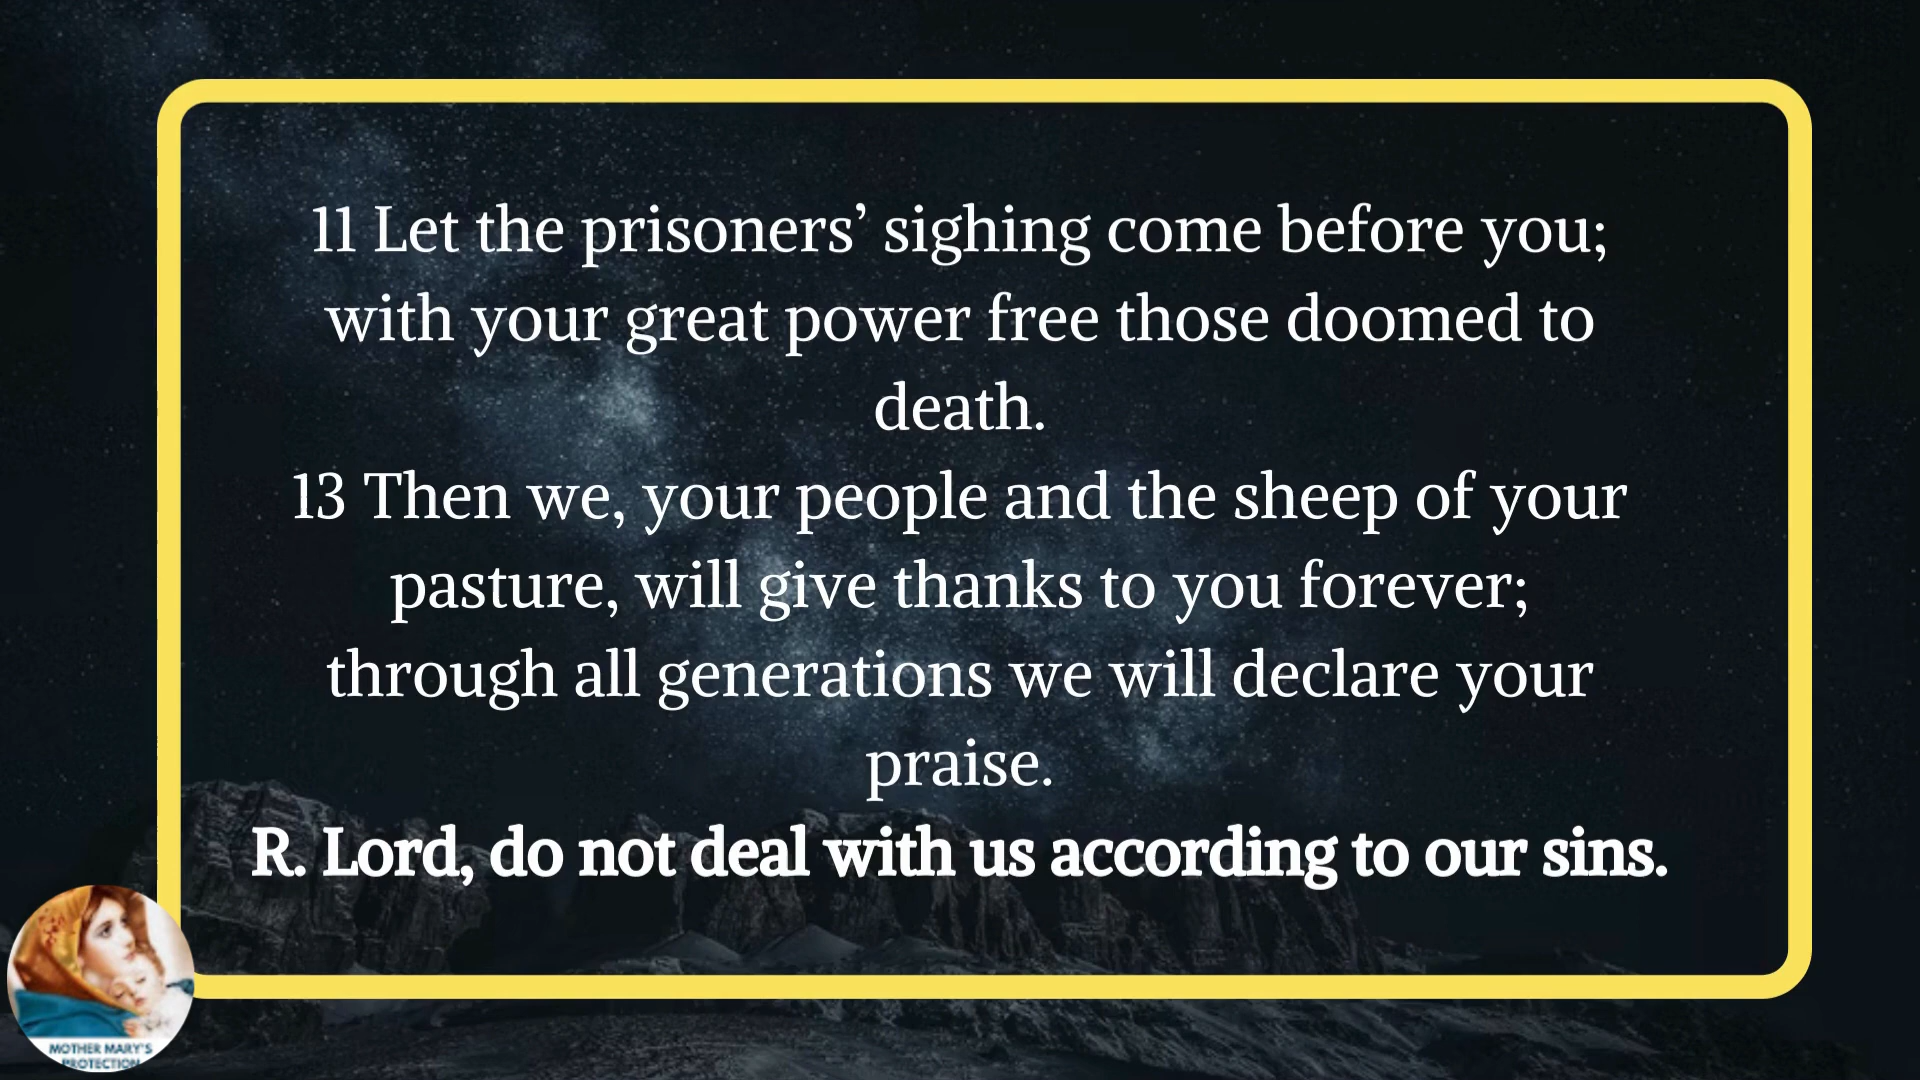 11 Let the prisoners’ sighing come before you;
with your great power free those doomed to
death.
13 Then we, your people and the sheep of your
pasture, will give thanks to you forever;
through all generations we will declare your
praise.
R. Lord, do not deal with us according to our sins.
MOTHER MARY'S
PROTECTION